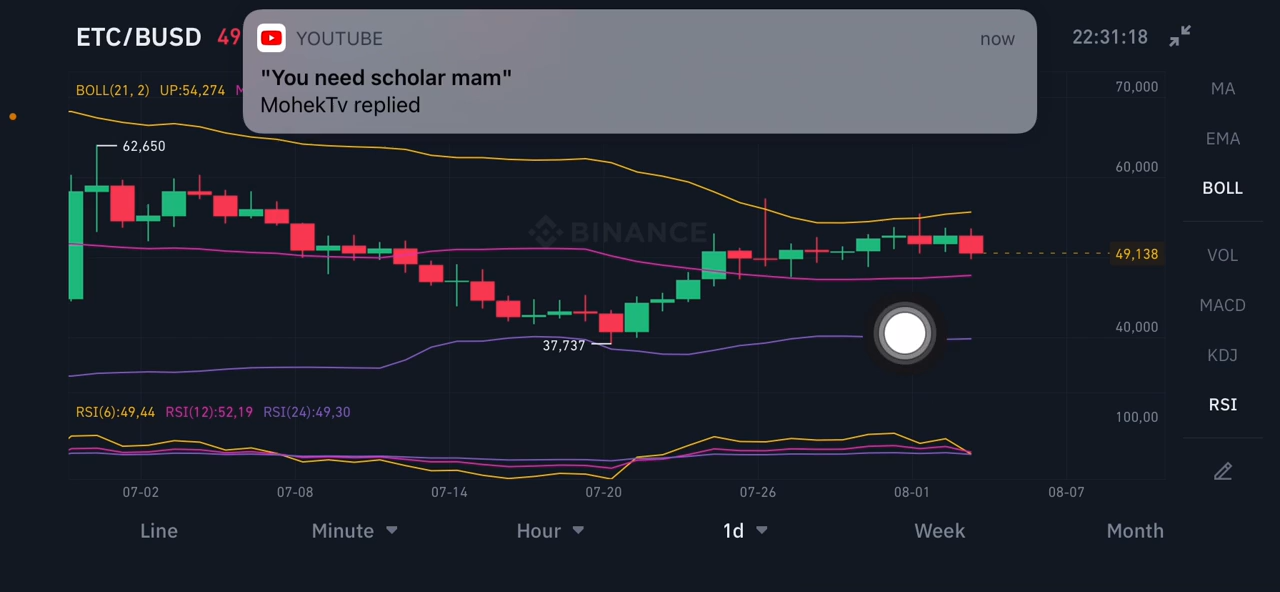 ETC/BUSD 49
YOUTUBE
now
22:31:18
"You need scholar mam"
MohekTv replied
BOLL(21, 2) UP:54,274
70,000
MA
EMA
62,650
60,000
BOLL
BINANCE
49,138
VOL
MACD
40,000
37,737
KDJ
RSI(6):49,44 RSI(12):52,19 RSI(24):49,30
100,00
RSI
07-02 07-08 07-14 07-20 07-26 08-01 08-07
Line Minute Hour 1d Week Month